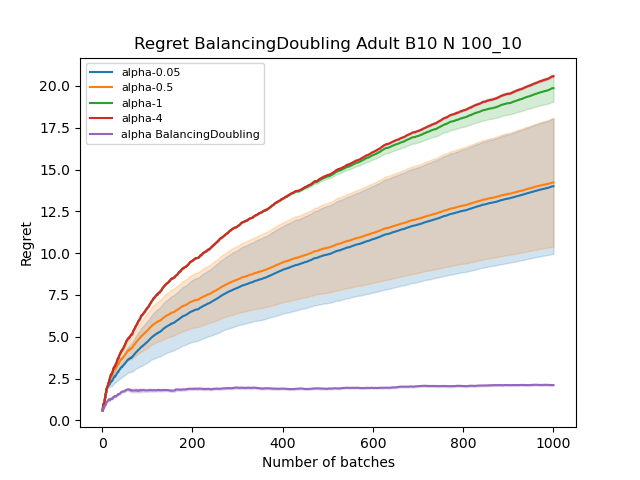 Regret BalancingDoubling Adult B10 N 100_10
alpha-0.05
alpha-0.5
alpha-1
alpha-4
alpha BalancingDoubling
Regret
20.0
17.5
15.0
12.5
10.0
7.5
5.0
2.5
0.0
0 200 400 600 800 1000
Number of batches